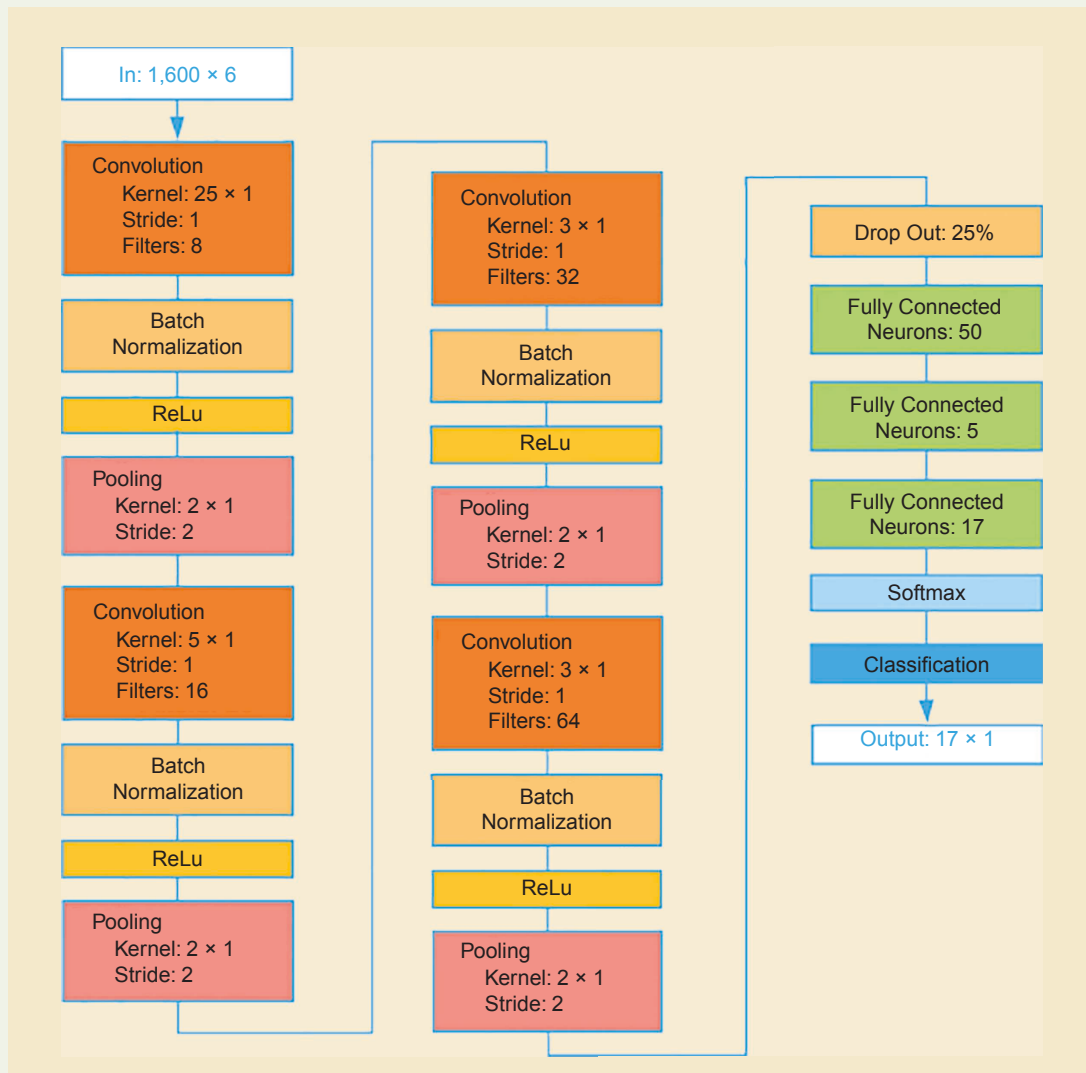 In: 1,600 × 6
Convolution
Kernel: 25 × 1
Stride: 1
Filters: 8
Batch
Normalization
ReLu
Pooling
Kernel: 2 × 1
Stride: 2
Convolution
Kernel: 5 × 1
Stride: 1
Filters: 16
Batch
Normalization
ReLu
Pooling
Kernel: 2 × 1
Stride: 2
Convolution
Kernel: 3 × 1
Stride: 1
Filters: 32
Batch
Normalization
ReLu
Pooling
Kernel: 2 × 1
Stride: 2
Convolution
Kernel: 3 × 1
Stride: 1
Filters: 64
Batch
Normalization
ReLu
Pooling
Kernel: 2 × 1
Stride: 2
Drop Out: 25%
Fully Connected
Neurons: 50
Fully Connected
Neurons: 5
Fully Connected
Neurons: 17
Softmax
Classification
Output: 17 × 1